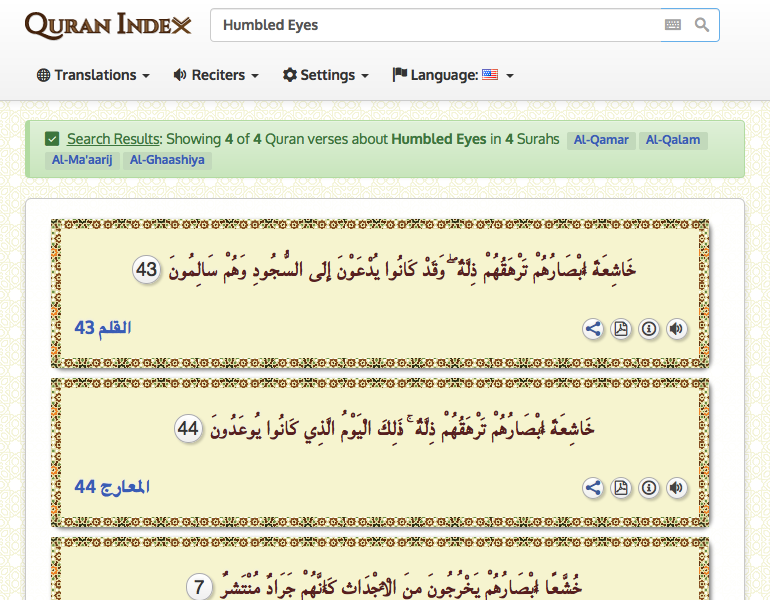 QURAN INDEX
Humbled Eyes
Translations Reciters Settings Language:
Search Results: Showing 4 of 4 Quran verses about Humbled Eyes in 4 Surahs Al-Qamar Al-Qalam
Al-Ma'aarij Al-Ghaashiya
خَاشِعَةً أَبْصَارُهُمْ تَرْهَقُهُمْ ذِلَّةٌ ۖ وَقَدْ كَانُوا يُدْعَوْنَ إِلَى السُّجُودِ وَهُمْ سَالِمُونَ 43
القلم 43
خَاشِعَةً أَبْصَارُهُمْ تَرْهَقُهُمْ ذِلَّةٌ ۚ ذَٰلِكَ الْيَوْمُ الَّذِي كَانُوا يُوعَدُونَ 44
المعارج 44
خُشَّعًا أَبْصَارُهُمْ يَخْرُجُونَ مِنَ الْأَجْدَاثِ كَأَنَّهُمْ جَرَادٌ مُنْتَشِرٌ 7